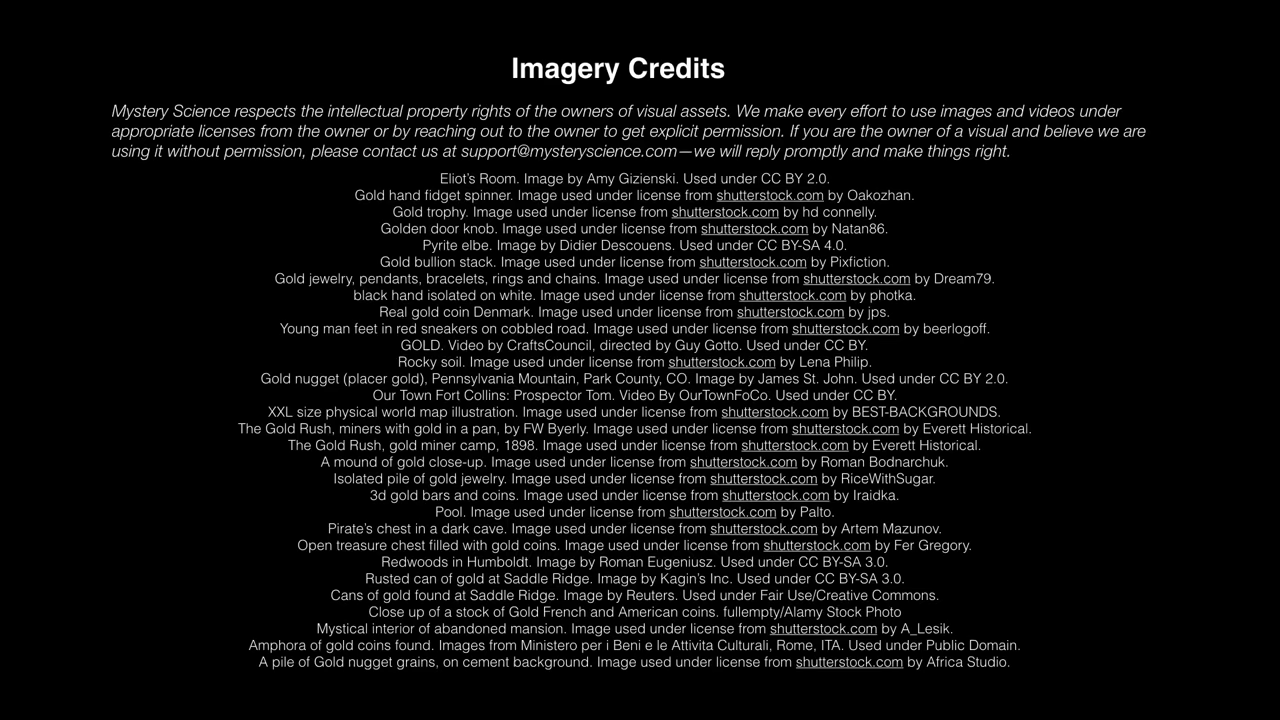 Imagery Credits
Mystery Science respects the intellectual property rights of the owners of visual assets. We make every effort to use images and videos under
appropriate licenses from the owner or by reaching out to the owner to get explicit permission. If you are the owner of a visual and believe we are
using it without permission, please contact us at support@mysteryscience.com—we will reply promptly and make things right.
Eliot's Room. Image by Amy Gizienski. Used under CC BY 2.0.
Gold hand fidget spinner. Image used under license from shutterstock.com by Oakozhan.
Gold trophy. Image used under license from shutterstock.com by hd connelly.
Golden door knob. Image used under license from shutterstock.com by Natan86.
Pyrite elbe. Image by Didier Descouens. Used under CC BY-SA 4.0.
Gold bullion stack. Image used under license from shutterstock.com by Pixfiction.
Gold jewelry, pendants, bracelets, rings and chains. Image used under license from shutterstock.com by Dream79.
black hand isolated on white. Image used under license from shutterstock.com by photka.
Real gold coin Denmark. Image used under license from shutterstock.com by jps.
Young man feet in red sneakers on cobbled road. Image used under license from shutterstock.com by beerlogoff.
GOLD. Video by CraftsCouncil, directed by Guy Gotto. Used under CC BY.
Rocky soil. Image used under license from shutterstock.com by Lena Philip.
Gold nugget (placer gold), Pennsylvania Mountain, Park County, CO. Image by James St. John. Used under CC BY 2.0.
Our Town Fort Collins: Prospector Tom. Video By OurTownFoCo. Used under CC BY.
XXL size physical world map illustration. Image used under license from shutterstock.com by BEST-BACKGROUNDS.
The Gold Rush, miners with gold in a pan, by FW Byerly. Image used under license from shutterstock.com by Everett Historical.
The Gold Rush, gold miner camp, 1898. Image used under license from shutterstock.com by Everett Historical.
A mound of gold close-up. Image used under license from shutterstock.com by Roman Bodnarchuk.
Isolated pile of gold jewelry. Image used under license from shutterstock.com by RiceWithSugar.
3d gold bars and coins. Image used under license from shutterstock.com by Iraidka.
Pool. Image used under license from shutterstock.com by Palto.
Pirate's chest in a dark cave. Image used under license from shutterstock.com by Artem Mazunov.
Open treasure chest filled with gold coins. Image used under license from shutterstock.com by Fer Gregory.
Redwoods in Humboldt. Image by Roman Eugeniusz. Used under CC BY-SA 3.0.
Rusted can of gold at Saddle Ridge. Image by Kagin's Inc. Used under CC BY-SA 3.0.
Cans of gold found at Saddle Ridge. Image by Reuters. Used under Fair Use/Creative Commons.
Close up of a stock of Gold French and American coins. fullempty/Alamy Stock Photo
Mystical interior of abandoned mansion. Image used under license from shutterstock.com by A_Lesik.
Amphora of gold coins found. Images from Ministero per i Beni e le Attivita Culturali, Rome, ITA. Used under Public Domain.
A pile of Gold nugget grains, on cement background. Image used under license from shutterstock.com by Africa Studio.